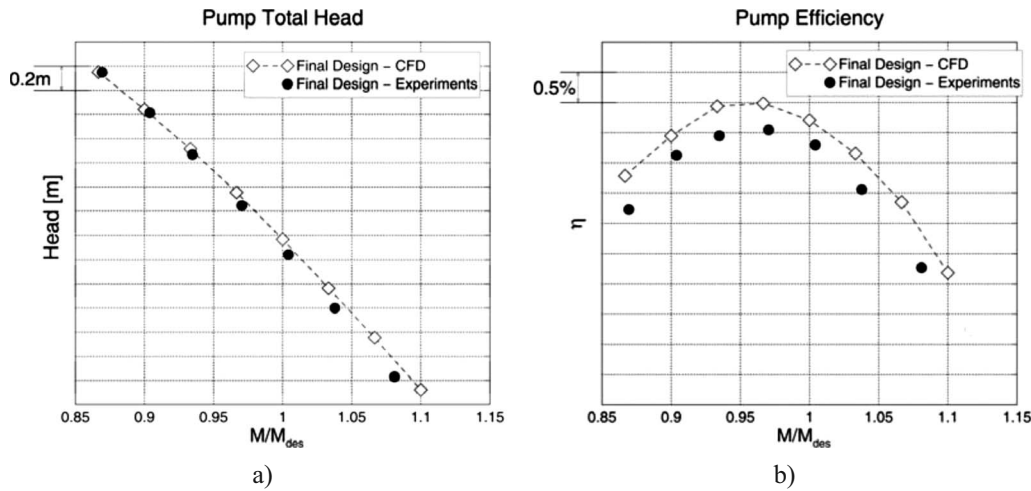 Pump Total Head
0.2m
Final Design – CFD
Final Design – Experiments
Head [m]
0.85 0.9 0.95 1 1.05 1.1 1.15
M/M_des
a)
Pump Efficiency
0.5%
Final Design – CFD
Final Design – Experiments
η
0.85 0.9 0.95 1 1.05 1.1 1.15
M/M_des
b)